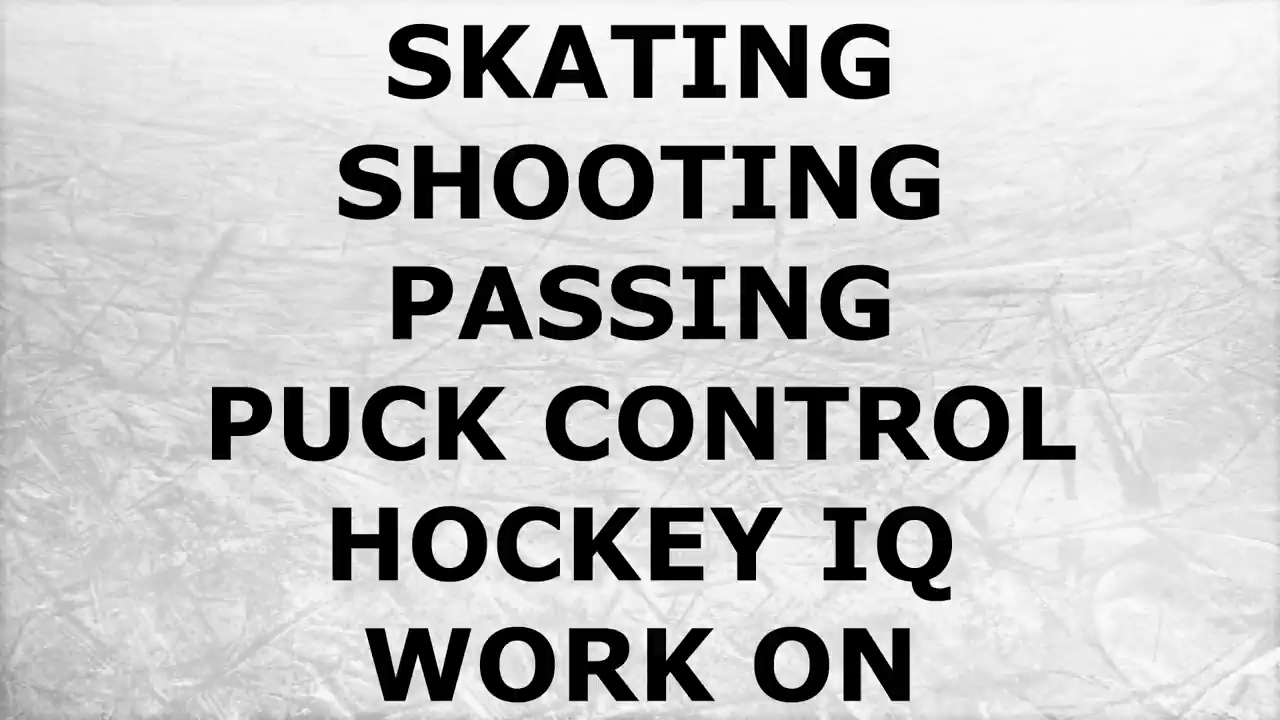 SKATING
SHOOTING
PASSING
PUCK CONTROL
HOCKEY IQ
WORK ON